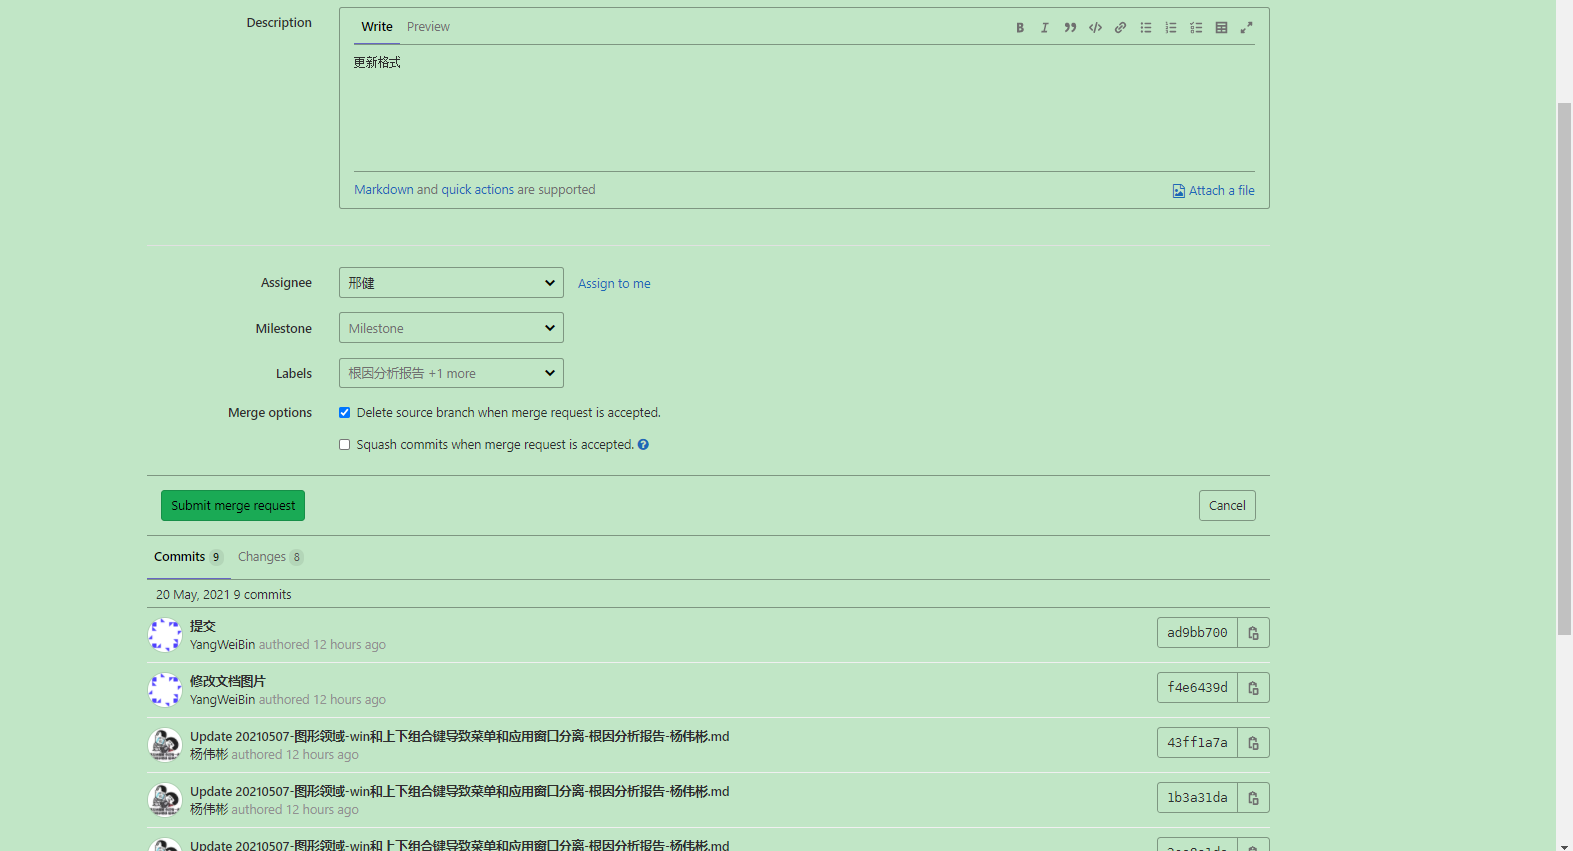 Description
Write Preview
更新格式
Markdown and quick actions are supported
Attach a file
Assignee 邢健 Assign to me
Milestone Milestone
Labels 根因分析报告 +1 more
Merge options Delete source branch when merge request is accepted.
Squash commits when merge request is accepted.
Submit merge request Cancel
Commits 9 Changes 8
20 May, 2021 9 commits
提交
YangWeiBin authored 12 hours ago
ad9bb700
修改文档图片
YangWeiBin authored 12 hours ago
f4e6439d
Update 20210507-图形领域-win和上下组合键导致菜单和应用窗口分离-根因分析报告-杨伟彬.md
杨伟彬 authored 12 hours ago
43ff1a7a
Update 20210507-图形领域-win和上下组合键导致菜单和应用窗口分离-根因分析报告-杨伟彬.md
杨伟彬 authored 12 hours ago
1b3a31da
Update 20210507-图形领域-win和上下组合键导致菜单和应用窗口分离-根因分析报告-杨伟彬.md